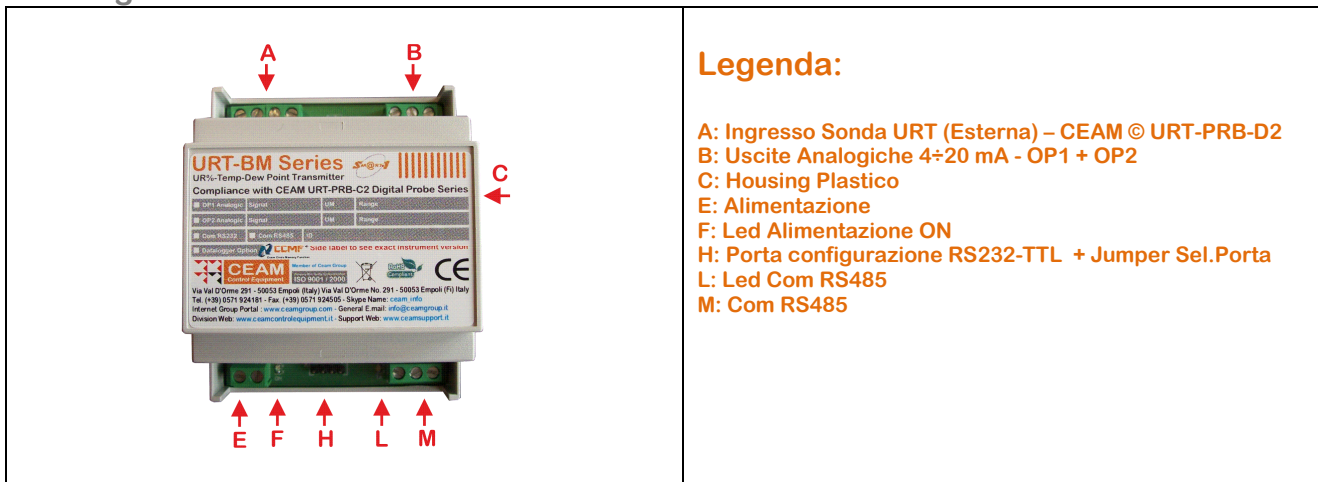 A
B
URT-BM Series
UR%-Temp-Dew Point Transmitter
C
Compliance with CEAM URT-PRB-C2 Digital Probe Series
OP1 Analogic Signal UM Range
OP2 Analogic Signal UM Range
Com RS232 Com RS485 ID
Datalogger Option * Side label to see exact instrument version
CEAM Member of Ceam Group RoHS
Control Equipment ISO 9001 / 2000 Compliant CE
Via Val D'Orme 291 - 50053 Empoli (Italy) Via Val D'Orme No. 291 - 50053 Empoli (Fi) Italy
Tel. (+39) 0571 924181 - Fax. (+39) 0571 924505 - Skype Name: ceam_info
Internet Group Portal : www.ceamgroup.com - General E.mail: info@ceamgroup.it
Division Web: www.ceamcontrolequipment.it - Support Web: www.ceamsupport.it
E F H L M
Legenda:
A: Ingresso Sonda URT (Esterna) – CEAM © URT-PRB-D2
B: Uscite Analogiche 4÷20 mA - OP1 + OP2
C: Housing Plastico
E: Alimentazione
F: Led Alimentazione ON
H: Porta configurazione RS232-TTL + Jumper Sel.Porta
L: Led Com RS485
M: Com RS485